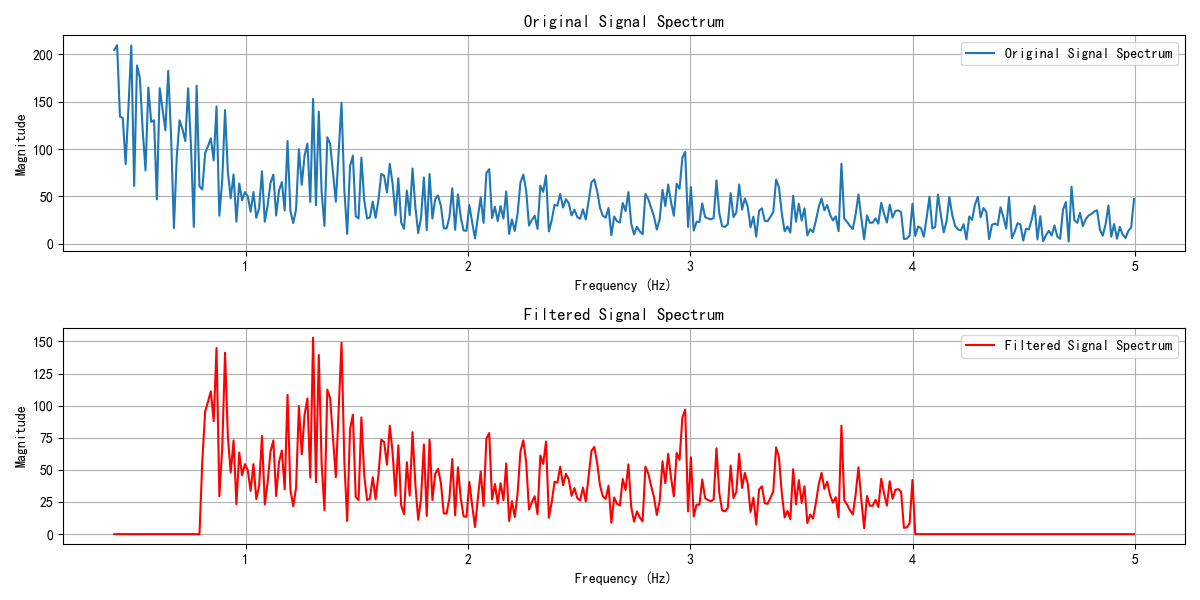 Original Signal Spectrum
200
150
100
50
0
Magnitude
Original Signal Spectrum
1 2 3 4 5
Frequency (Hz)
Filtered Signal Spectrum
150
125
100
75
50
25
0
Magnitude
Filtered Signal Spectrum
1 2 3 4 5
Frequency (Hz)